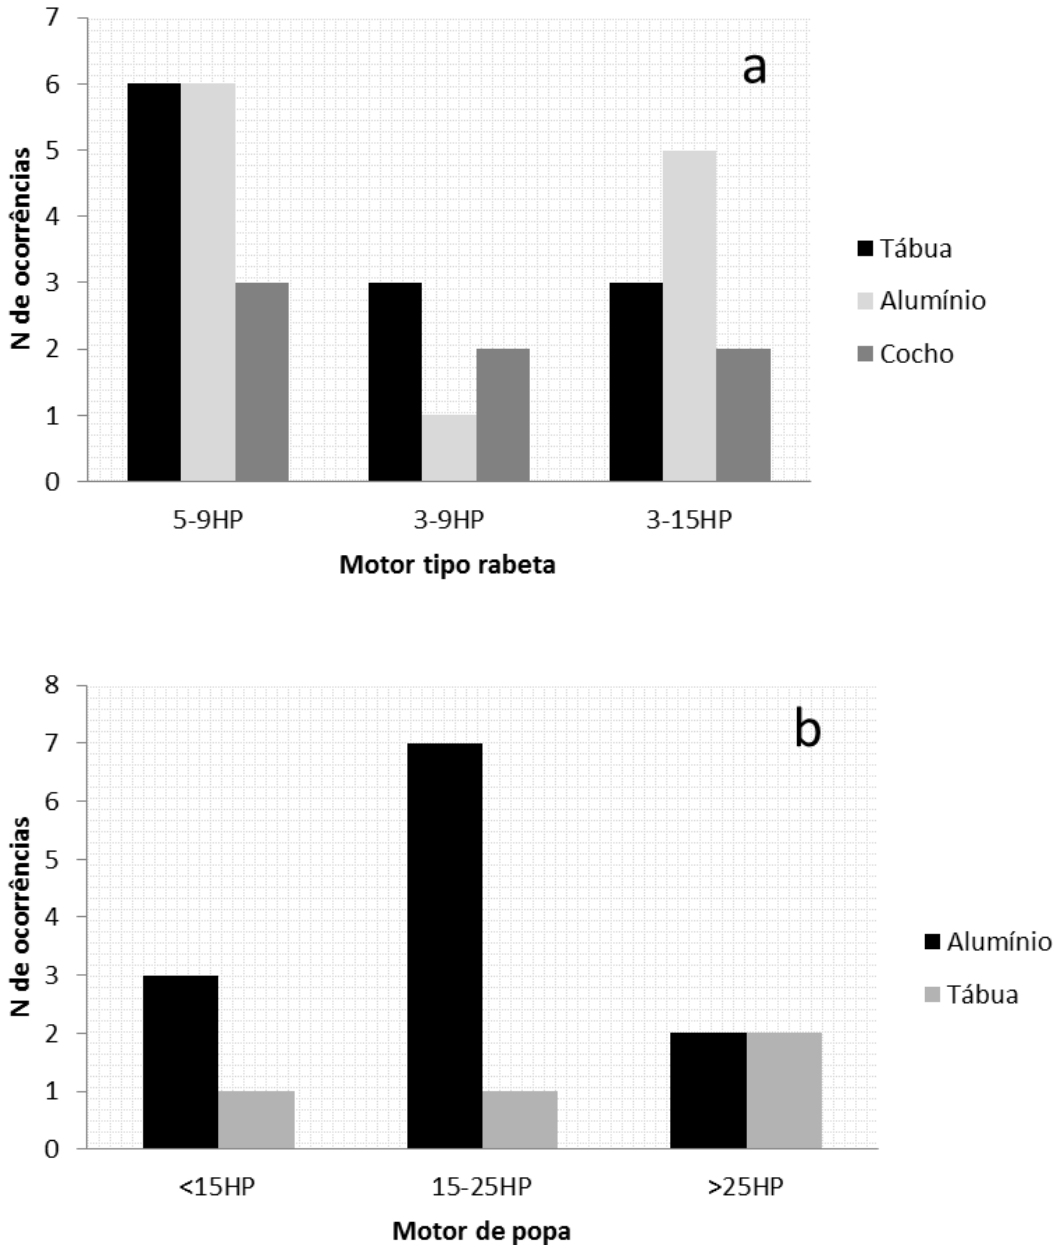 7
a
6
5
4
3
2
1
0
N de ocorrências
Tábua
Alumínio
Cocho
5-9HP 3-9HP 3-15HP
Motor tipo rabeta
8
b
7
6
5
4
3
2
1
0
N de ocorrências
Alumínio
Tábua
<15HP 15-25HP >25HP
Motor de popa